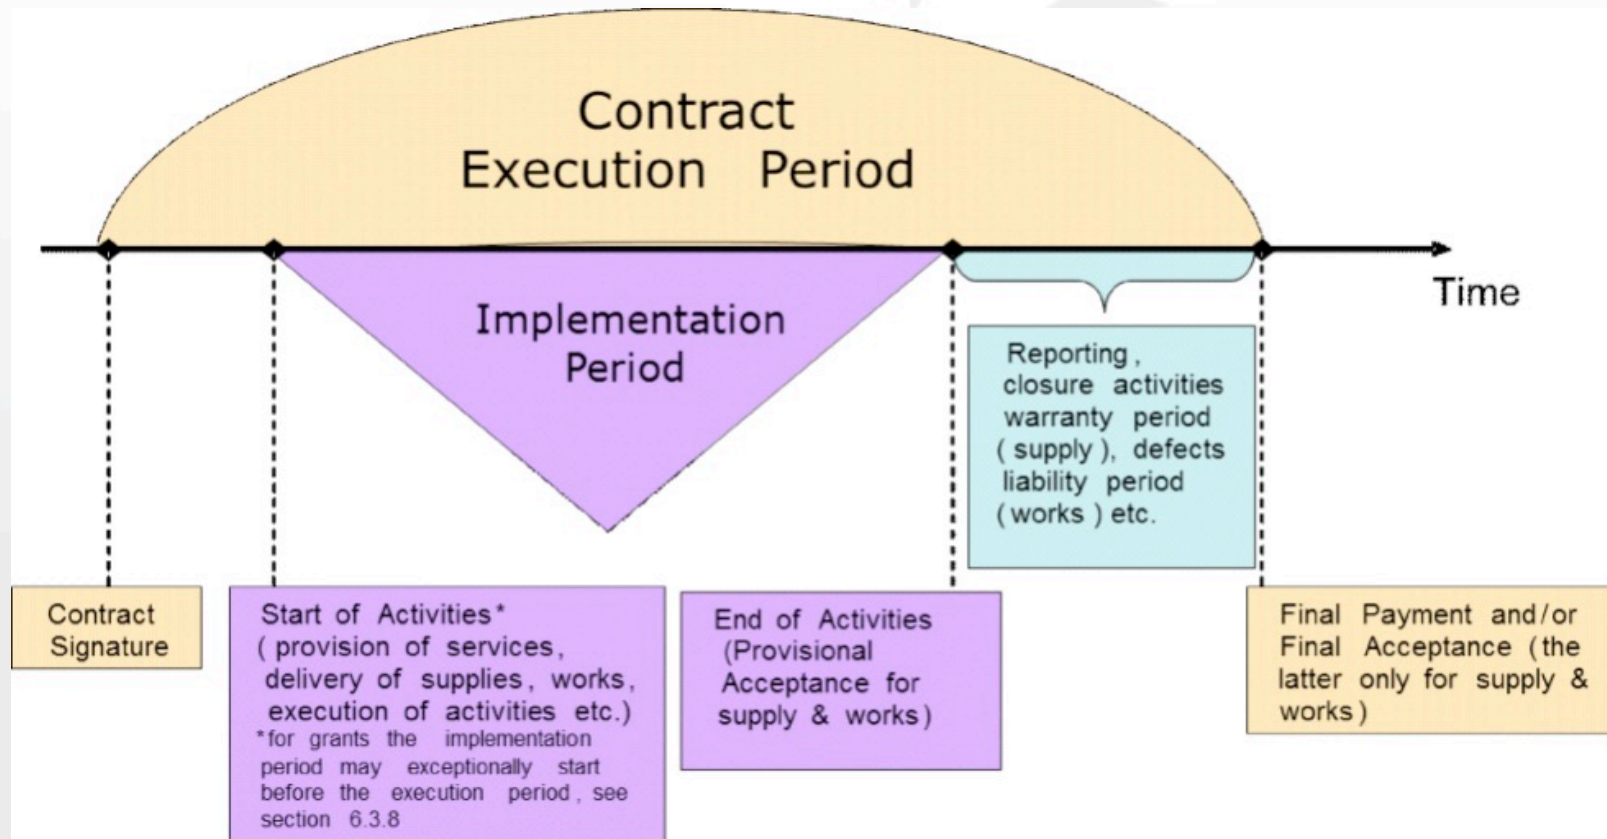 Contract
Execution Period
Time
Implementation
Period
Reporting,
closure activities
warranty period
(supply), defects
liability period
(works) etc.
Contract
Signature
Start of Activities*
(provision of services,
delivery of supplies, works,
execution of activities etc.)
*for grants the implementation
period may exceptionally start
before the execution period, see
section 6.3.8
End of Activities
(Provisional
Acceptance for
supply & works)
Final Payment and/or
Final Acceptance (the
latter only for supply &
works)